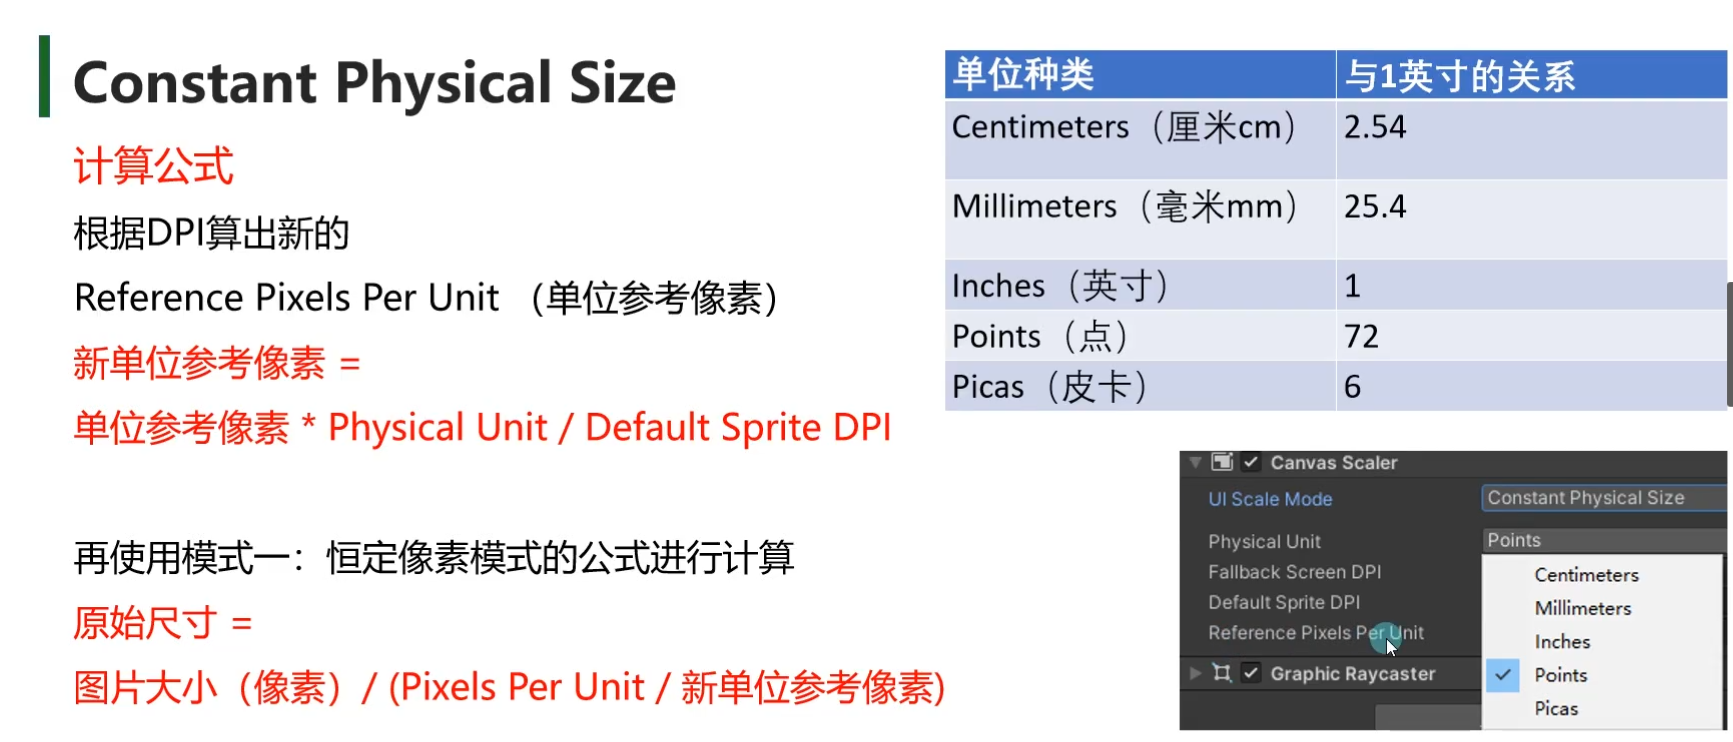 Constant Physical Size
计算公式
根据DPI算出新的
Reference Pixels Per Unit （单位参考像素）
新单位参考像素 =
单位参考像素 * Physical Unit / Default Sprite DPI
再使用模式一：恒定像素模式的公式进行计算
原始尺寸 =
图片大小（像素）/ (Pixels Per Unit / 新单位参考像素)
单位种类 与1英寸的关系
Centimeters（厘米cm） 2.54
Millimeters（毫米mm） 25.4
Inches（英寸） 1
Points（点） 72
Picas（皮卡） 6
Canvas Scaler
UI Scale Mode Constant Physical Size
Physical Unit Points
Fallback Screen DPI
Default Sprite DPI
Reference Pixels Per Unit
Centimeters
Millimeters
Inches
Points
Picas
Graphic Raycaster